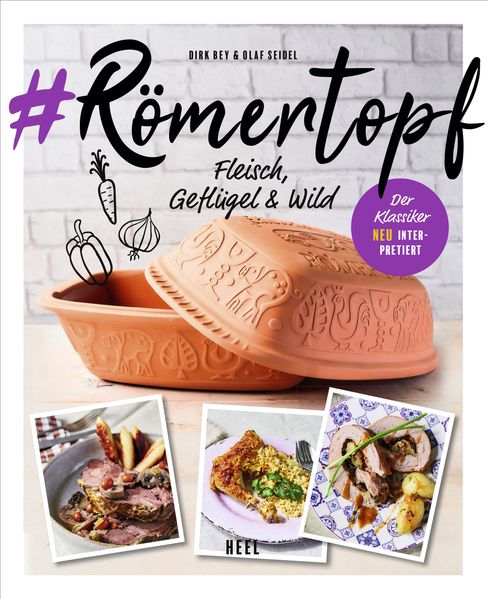 DIRK BEY & OLAF SEIDEL
#Römertopf
Fleisch,
Geflügel & Wild
Der
Klassiker
NEU INTER-
PRETIERT
HEEL